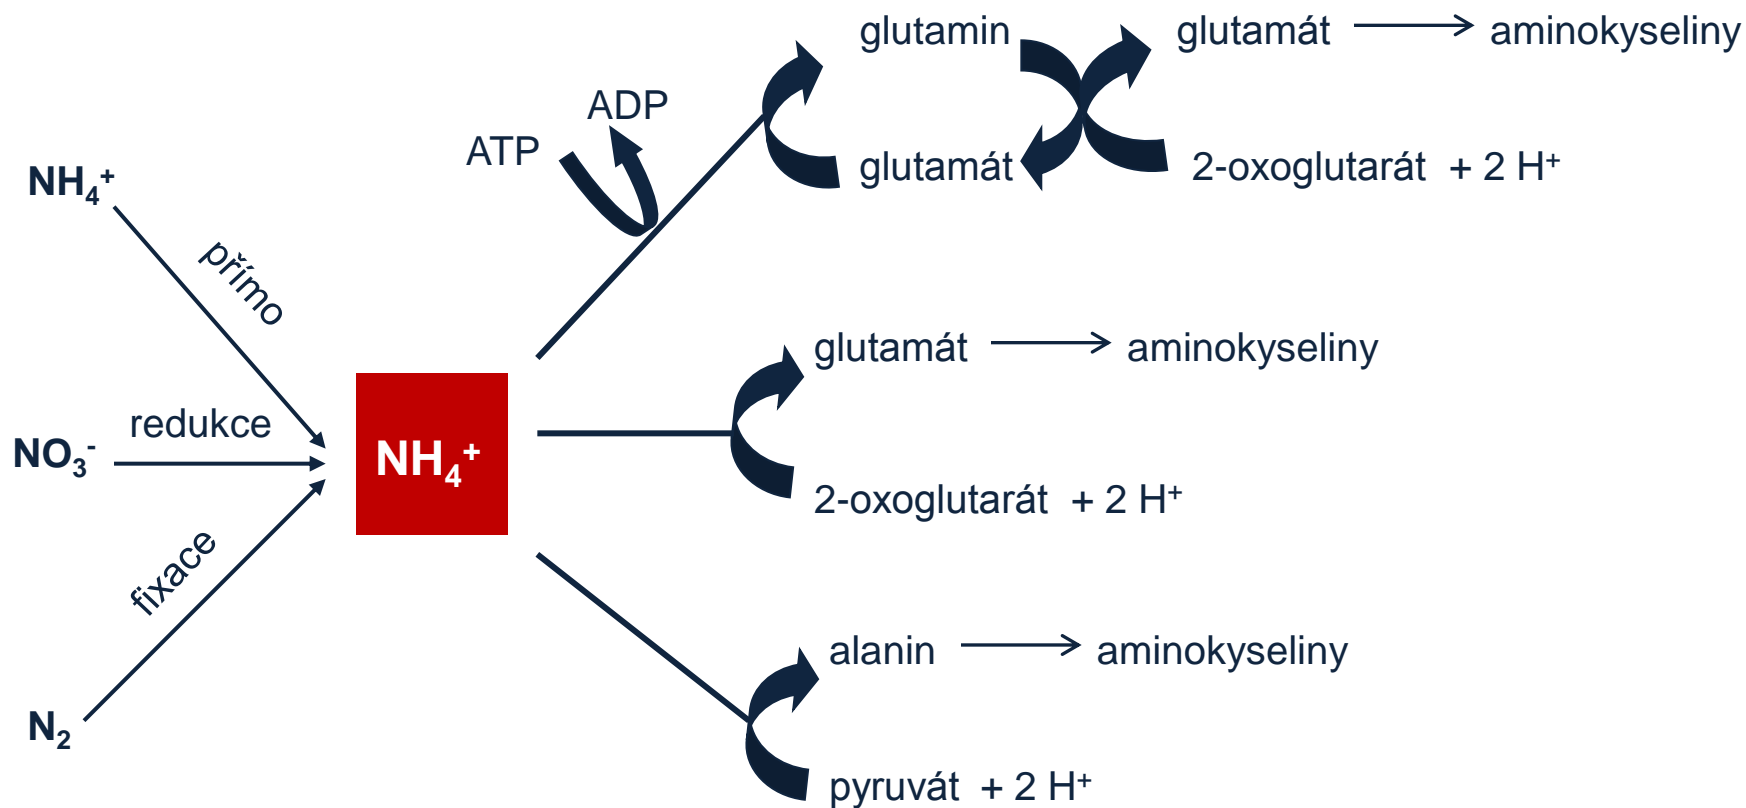 glutamin
glutamát
aminokyseliny
ADP
ATP
glutamát
2-oxoglutarát + 2 H⁺
NH₄⁺
přímo
glutamát
aminokyseliny
redukce
NO₃⁻
NH₄⁺
2-oxoglutarát + 2 H⁺
fixace
alanin
aminokyseliny
N₂
pyruvát + 2 H⁺